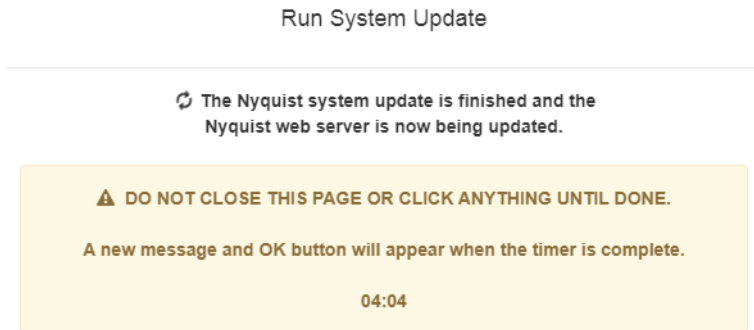 Run System Update
The Nyquist system update is finished and the
Nyquist web server is now being updated.
DO NOT CLOSE THIS PAGE OR CLICK ANYTHING UNTIL DONE.
A new message and OK button will appear when the timer is complete.
04:04